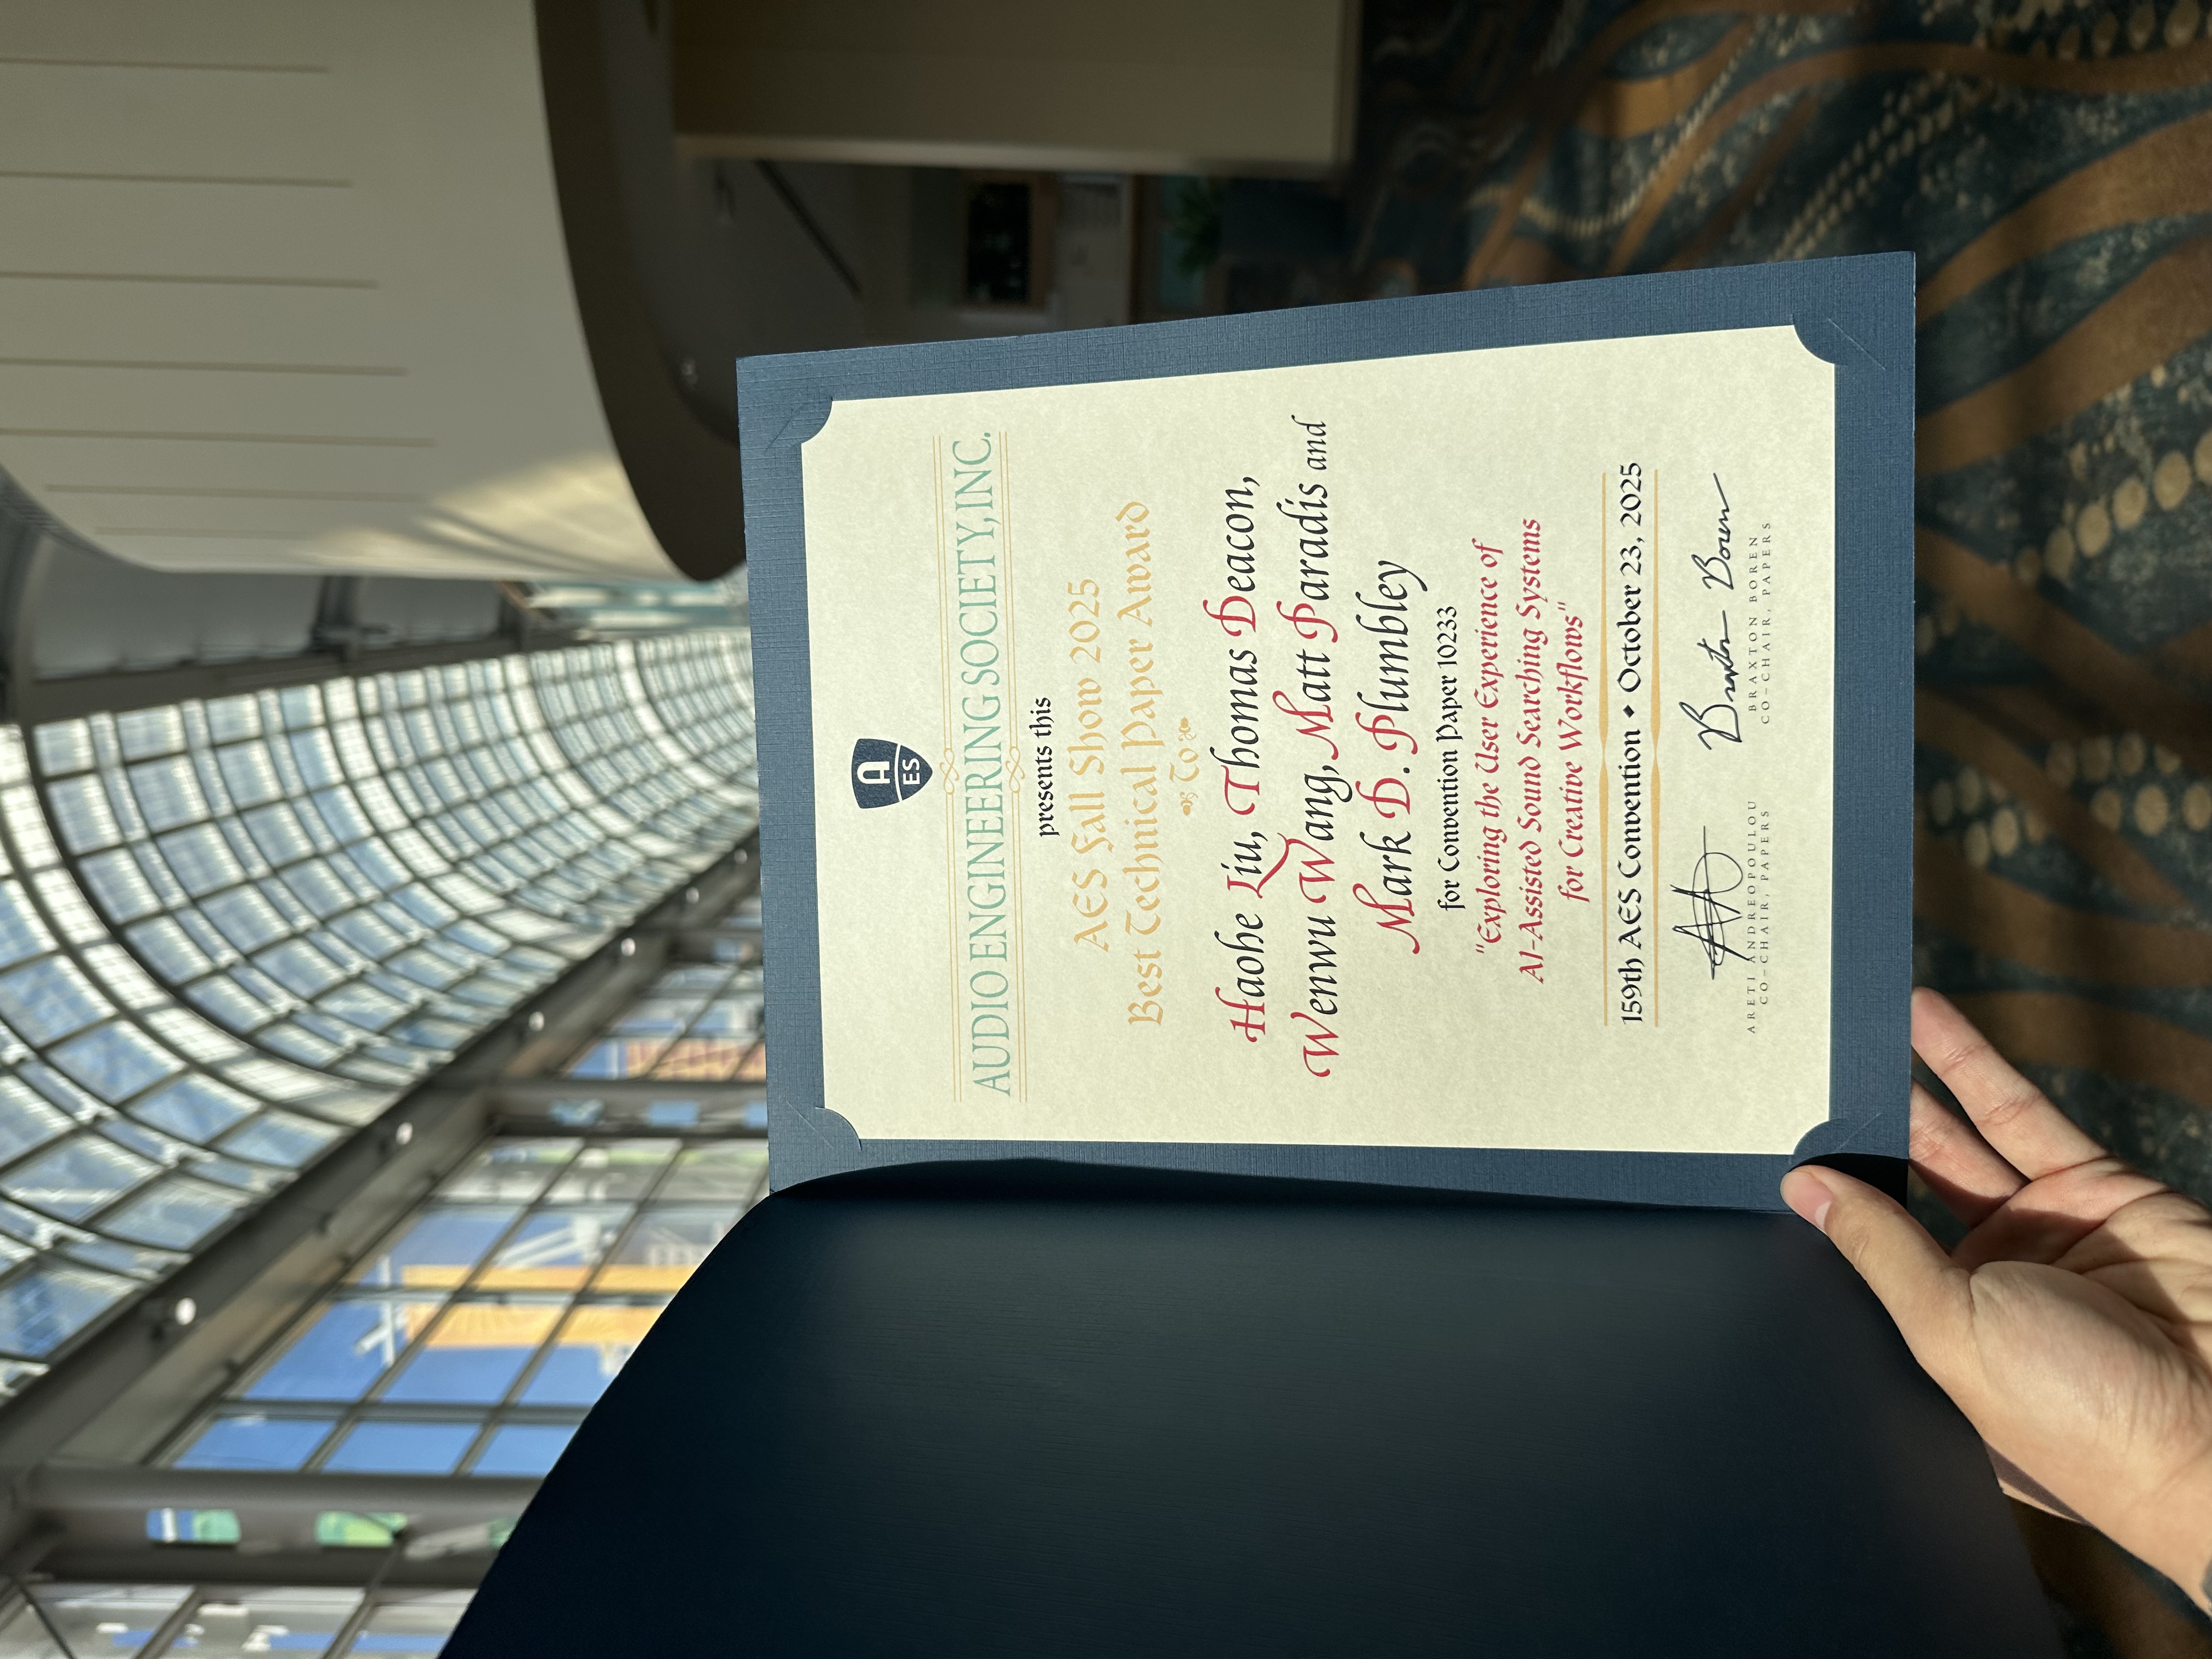 A
ES
AUDIO ENGINEERING SOCIETY, INC.
presents this
AES Fall Show 2025
Best Technical Paper Award
To
Haohe Liu, Thomas Deacon,
Wenwu Wang, Matt Paradis and
Mark D. Plumbley
for Convention Paper 10233
"Exploring the User Experience of
AI-Assisted Sound Searching Systems
for Creative Workflows"
159th AES Convention ◆ October 23, 2025
Braxton Boren
ARETI ANDREOPOULOU BRAXTON BOREN
CO-CHAIR, PAPERS CO-CHAIR, PAPERS